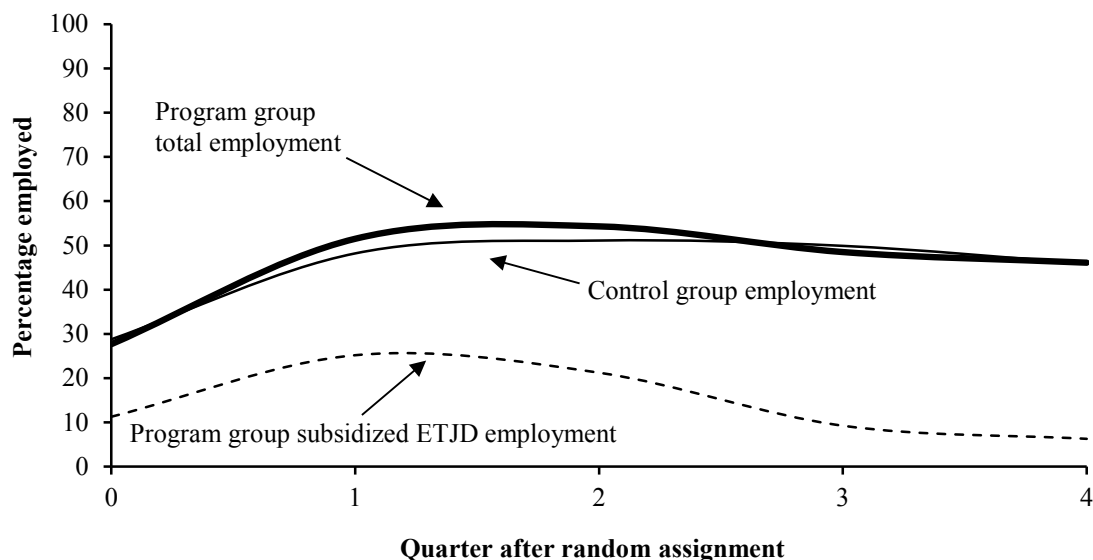 100
90
80
70
60
50
40
30
20
10
0
Percentage employed
Program group
total employment
Control group employment
Program group subsidized ETJD employment
0 1 2 3 4
Quarter after random assignment